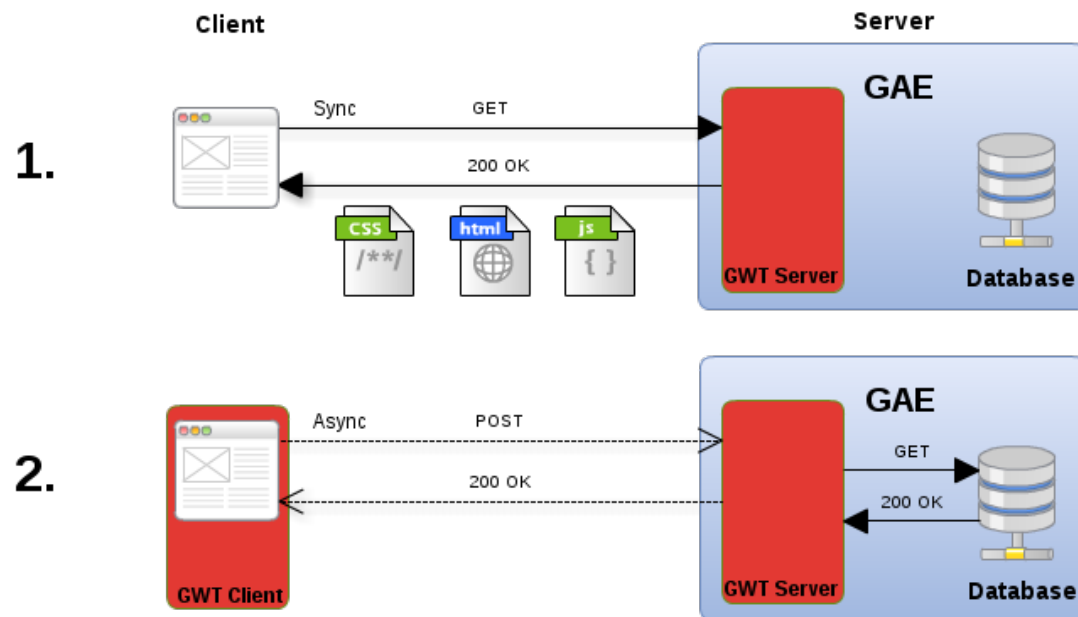 Client
Server
1.
Sync
GET
200 OK
CSS
/**/
html
js
{ }
GAE
GWT Server
Database
2.
Async
POST
200 OK
GWT Client
GAE
GET
200 OK
GWT Server
Database